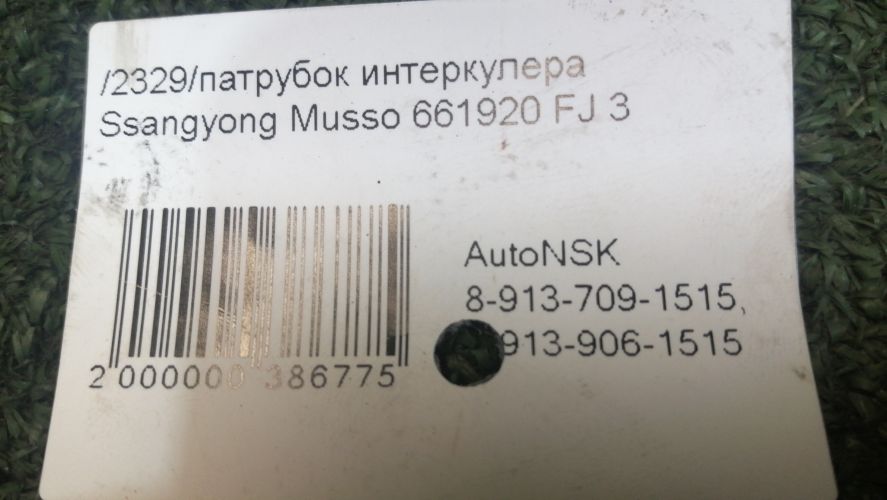 /2329/патрубок интеркулера
Ssangyong Musso 661920 FJ 3
AutoNSK
8-913-709-1515,
913-906-1515
2 000000 386775